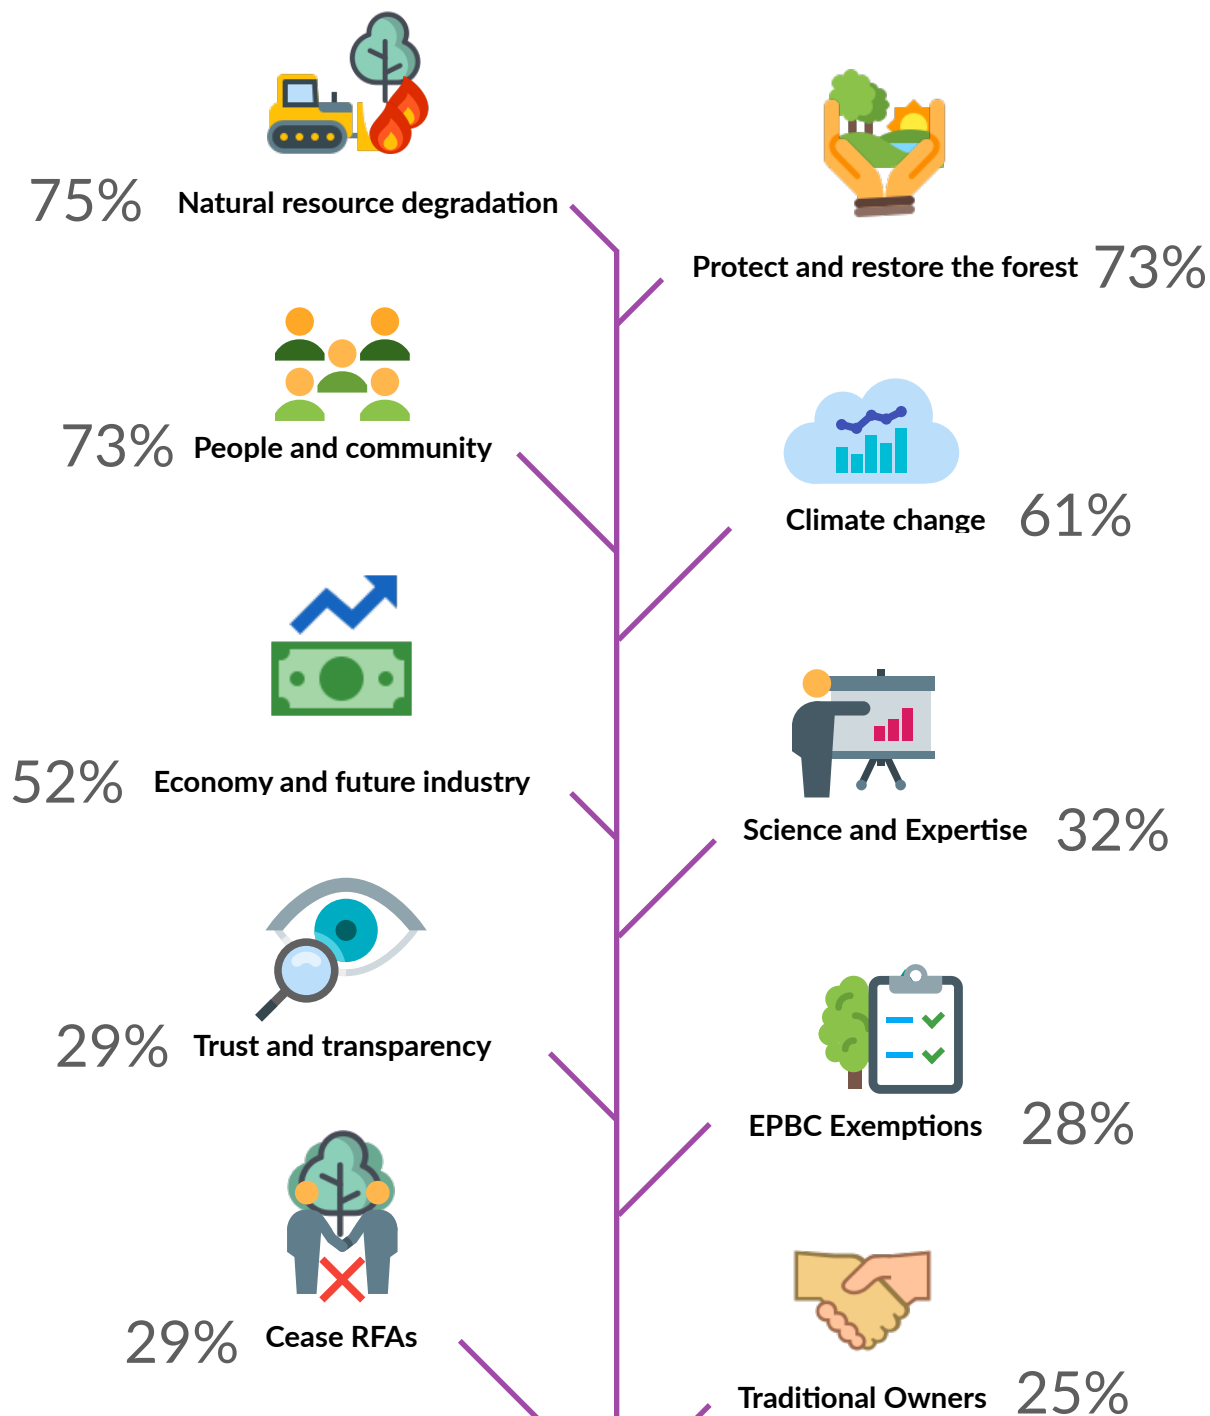 75% Natural resource degradation
Protect and restore the forest 73%
73% People and community
Climate change 61%
52% Economy and future industry
Science and Expertise 32%
29% Trust and transparency
EPBC Exemptions 28%
29% Cease RFAs
Traditional Owners 25%